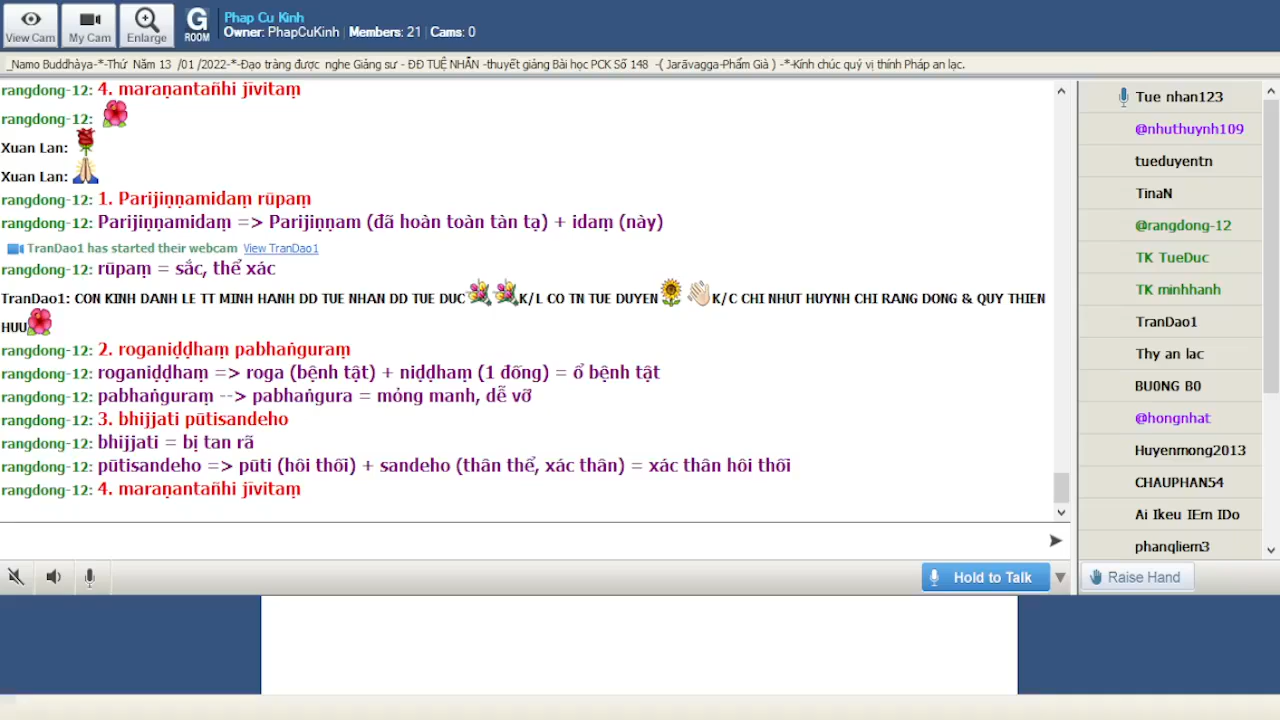 View Cam
My Cam
Enlarge
G
ROOM
Phap Cu Kinh
Owner: PhapCuKinh | Members: 21 | Cams: 0
_Namo Buddhàya-*-Thứ Năm 13 /01 /2022-*-Đạo tràng được nghe Giảng sư - ĐĐ TUỆ NHÂN -thuyết giảng Bài học PCK Số 148 -( Jarāvagga-Phẩm Già ) -*-Kính chúc quý vị thính Pháp an lạc.
rangdong-12: 4. maraṇantañhi jīvitaṃ
rangdong-12:
Xuan Lan:
Xuan Lan:
rangdong-12: 1. Parijiṇṇamidaṃ rūpaṃ
rangdong-12: Parijiṇṇamidaṃ => Parijiṇṇam (đã hoàn toàn tàn tạ) + idaṃ (này)
TranDao1 has started their webcam View TranDao1
rangdong-12: rūpaṃ = sắc, thể xác
TranDao1: CON KINH DANH LE TT MINH HANH DD TUE NHAN DD TUE DUC K/L CO TN TUE DUYEN K/C CHI NHUT HUYNH CHI RANG DONG & QUY THIEN
HUU
rangdong-12: 2. roganiḍḍhaṃ pabhaṅguraṃ
rangdong-12: roganiḍḍhaṃ => roga (bệnh tật) + niḍḍhaṃ (1 đống) = ổ bệnh tật
rangdong-12: pabhaṅguraṃ --> pabhaṅgura = mỏng manh, dễ vỡ
rangdong-12: 3. bhijjati pūtisandeho
rangdong-12: bhijjati = bị tan rã
rangdong-12: pūtisandeho => pūti (hôi thối) + sandeho (thân thể, xác thân) = xác thân hôi thối
rangdong-12: 4. maraṇantañhi jīvitaṃ
Tue nhan123
@nhuthuynh109
tueduyentn
TinaN
@rangdong-12
TK TueDuc
TK minhhanh
TranDao1
Thy an lac
BU0NG B0
@hongnhat
Huyenmong2013
CHAUPHAN54
Ai Ikeu IEm IDo
phanqliem3
Hold to Talk
Raise Hand